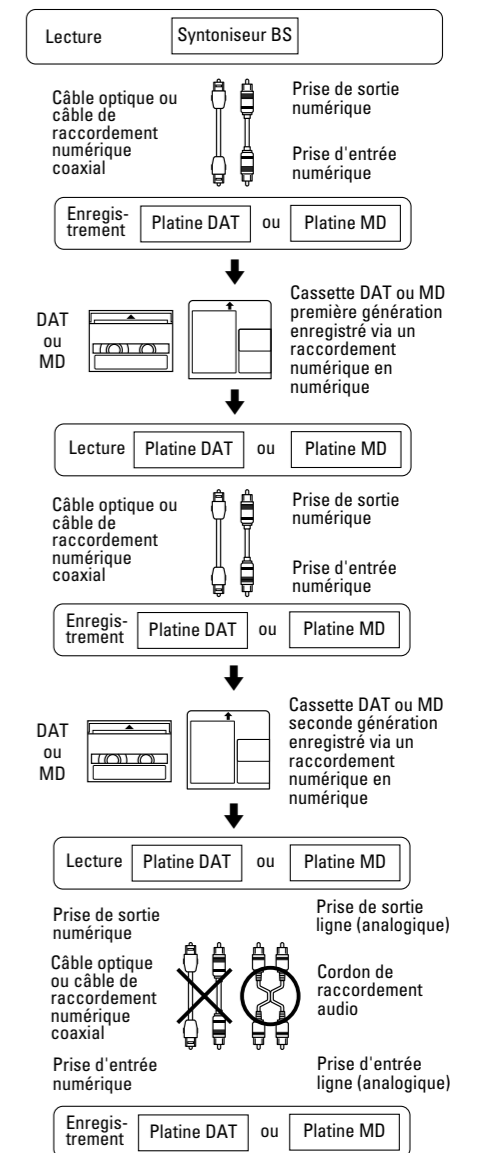 Lecture
Syntoniseur BS
Câble optique ou
câble de
raccordement
numérique
coaxial
Prise de sortie
numérique
Prise d'entrée
numérique
Enregis-
trement
Platine DAT
ou
Platine MD
DAT
ou
MD
Cassette DAT ou MD
première génération
enregistré via un
raccordement
numérique en
numérique
Lecture
Platine DAT
ou
Platine MD
Câble optique ou
câble de
raccordement
numérique
coaxial
Prise de sortie
numérique
Prise d'entrée
numérique
Enregis-
trement
Platine DAT
ou
Platine MD
DAT
ou
MD
Cassette DAT ou MD
seconde génération
enregistré via un
raccordement
numérique en
numérique
Lecture
Platine DAT
ou
Platine MD
Prise de sortie
numérique
Prise de sortie
ligne (analogique)
Câble optique
ou câble de
raccordement
numérique
coaxial
Cordon de
raccordement
audio
Prise d'entrée
numérique
Prise d'entrée
ligne (analogique)
Enregis-
trement
Platine DAT
ou
Platine MD